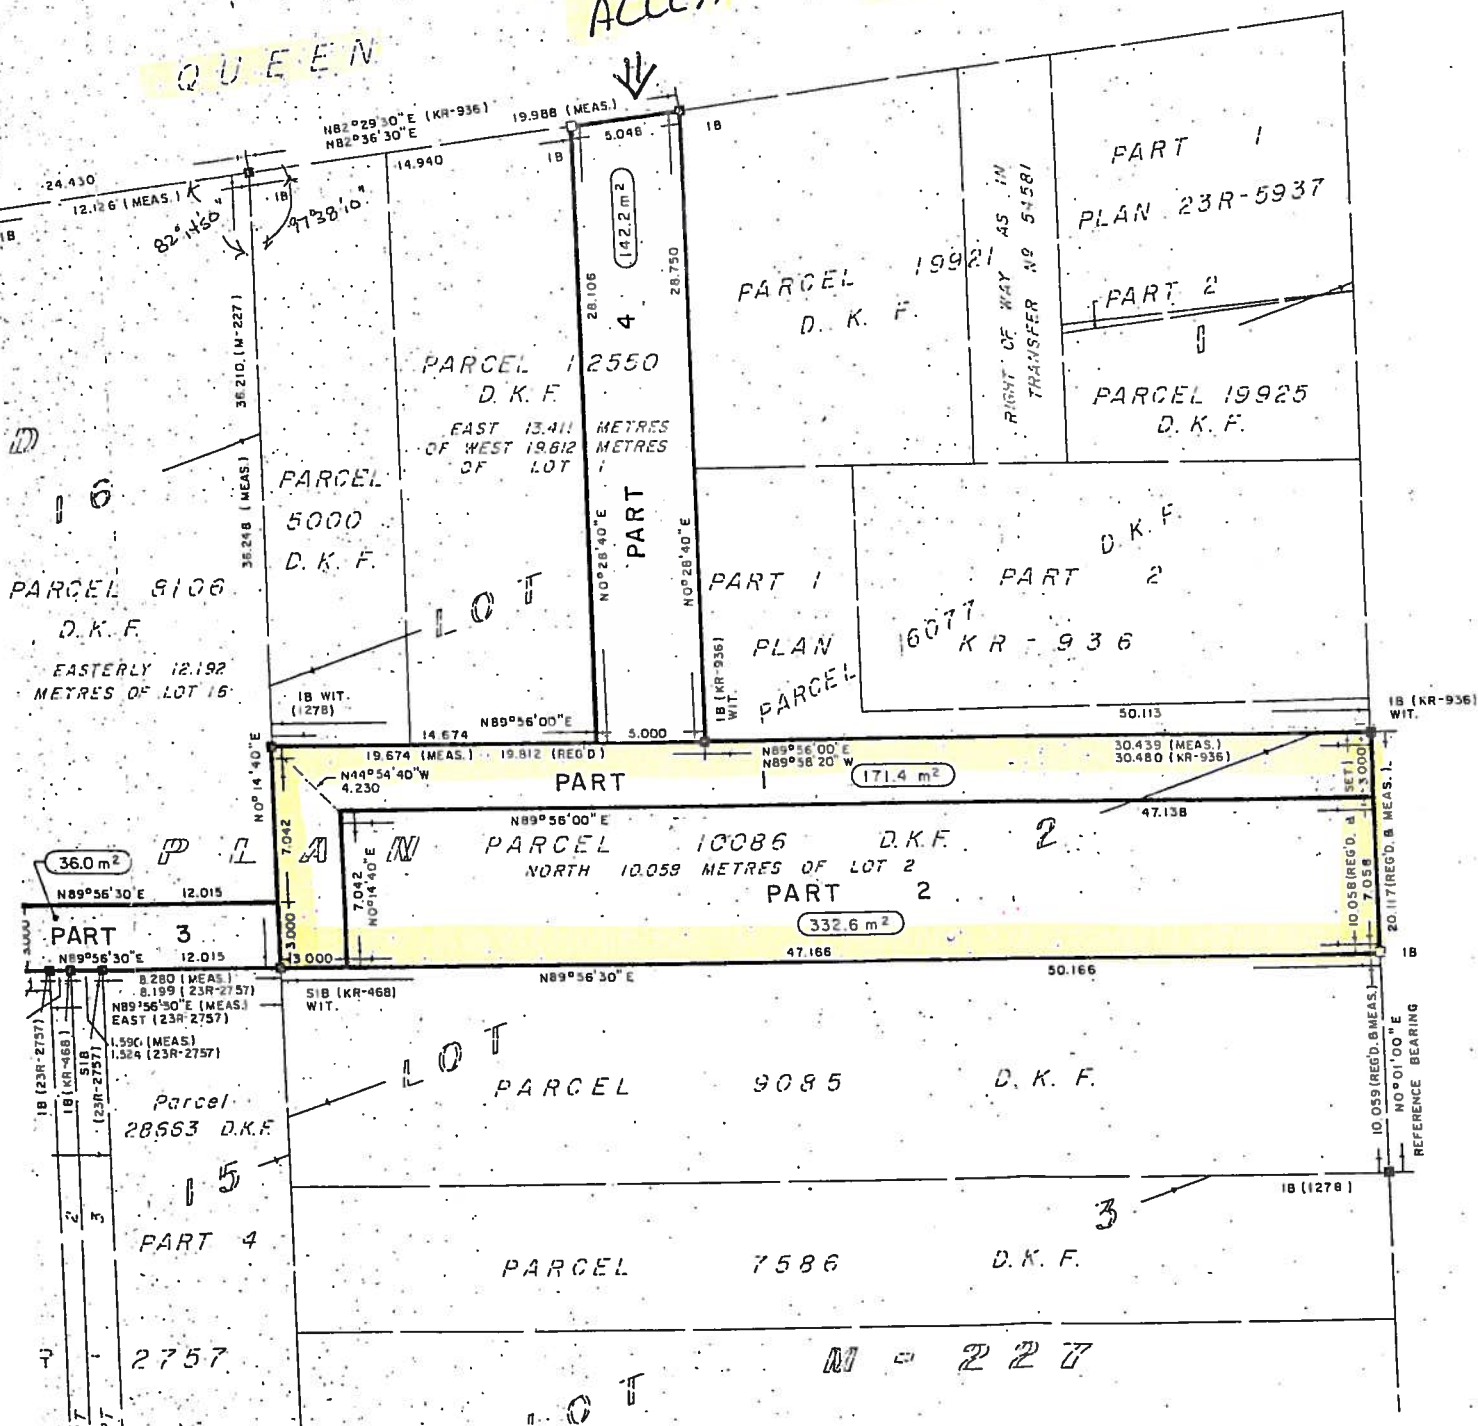 QUEEN
N82°29'30"E (KR-936)
N82°36'30"E
19.988 (MEAS.)
5.048
IB
IB
14.940
24.430
12.126 (MEAS.)
IB
IB
82°14'50"
97°38'10"
PART 1
PLAN 23R-5937
PART 2
142.2 m²
28.106
28.750
PART 4
N0°28'40"E
N0°28'40"E
PARCEL 19921
D. K. F.
RIGHT OF WAY AS IN
TRANSFER Nº 54581
1
PARCEL 19925
D. K. F.
36.210 (M-227)
36.248 (MEAS.)
PARCEL 12550
D. K. F.
EAST 13.411 METRES
OF WEST 19.812 METRES
OF LOT 1
D
16
PARCEL 8106
D. K. F.
EASTERLY 12.192
METRES OF LOT 16
PARCEL
5000
D. K. F.
LOT
PART 1
PLAN
PARCEL
16077
D. K. F.
PART 2
KR - 936
IB WIT.
(1278)
IB (KR-936)
WIT.
50.113
IB (KR-936)
WIT.
N89°56'00"E
14.674
5.000
19.674 (MEAS.) 19.812 (REG'D)
N89°56'00"E
N89°58'20"W
30.439 (MEAS.)
30.480 (KR-936)
N0°14'40"E
N44°54'40"W
4.230
PART 1
171.4 m²
3.000
N89°56'00"E
47.138
PLAN
7.042
7.042
N0°14'40"E
PARCEL 10086 D.K.F. 2
NORTH 10.059 METRES OF LOT 2
PART 2
332.6 m²
10.058 (REG'D. & SET)
7.058
20.117 (REG'D. & MEAS.)
36.0 m²
N89°56'30"E 12.015
3.000
PART 3
N89°56'30"E 12.015
3.000
3.000
47.166
N89°56'30"E
50.166
IB
8.280 (MEAS.)
8.199 (23R-2757)
N89°56'30"E (MEAS.)
EAST (23R-2757)
1.590 (MEAS.)
1.524 (23R-2757)
SIB (KR-468)
WIT.
IB (23R-2757)
IB (KR-468)
SIB
(23R-2757)
Parcel
28663 D.K.F.
LOT
PARCEL 9085 D. K. F.
10.059 (REG'D. & MEAS.)
N0°01'00"E
REFERENCE BEARING
15
PART 4
2
3
IB (1278)
3
PARCEL 7586 D. K. F.
- 2757
M - 227
LOT